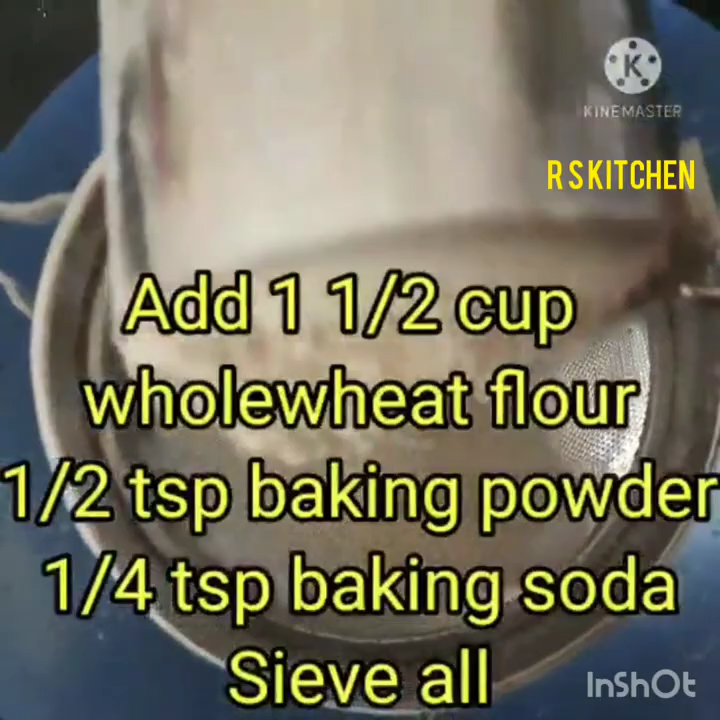 K
KINEMASTER
R S KITCHEN
Add 1 1/2 cup
wholewheat flour
1/2 tsp baking powder
1/4 tsp baking soda
Sieve all
InShOt